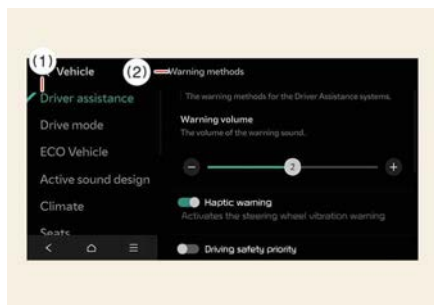 (1)
Vehicle
(2)
Warning methods
Driver assistance
The warning methods for the Driver Assistance systems.
Drive mode
Warning volume
The volume of the warning sound.
ECO Vehicle
2
Active sound design
Climate
Haptic warning
Activates the steering wheel vibration warning
Seats
Driving safety priority